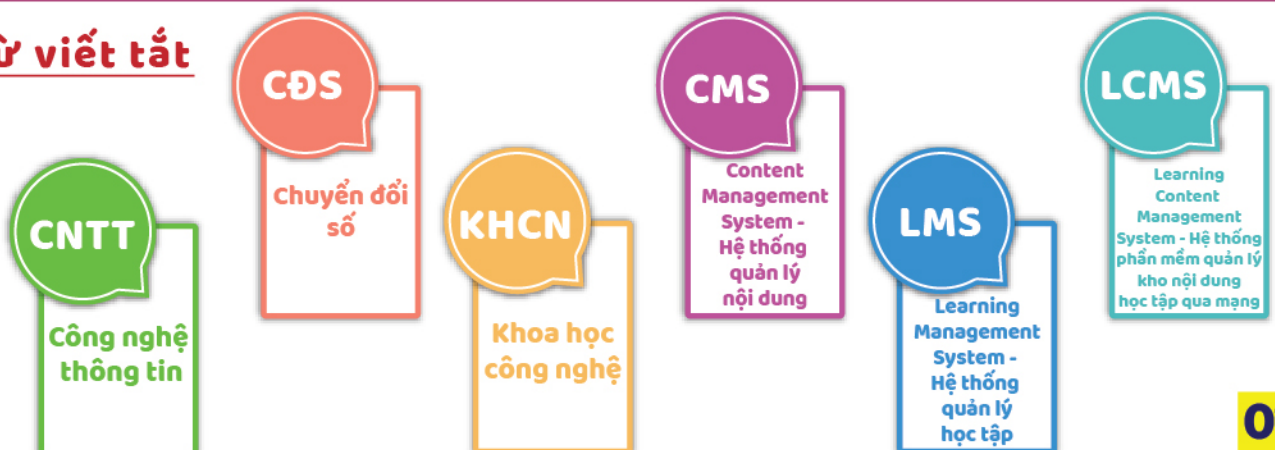 viết tắt
CNTT
Công nghệ
thông tin
CĐS
Chuyển đổi
số
KHCN
Khoa học
công nghệ
CMS
Content
Management
System -
Hệ thống
quản lý
nội dung
LMS
Learning
Management
System -
Hệ thống
quản lý
học tập
LCMS
Learning
Content
Management
System - Hệ thống
phần mềm quản lý
kho nội dung
học tập qua mạng
0